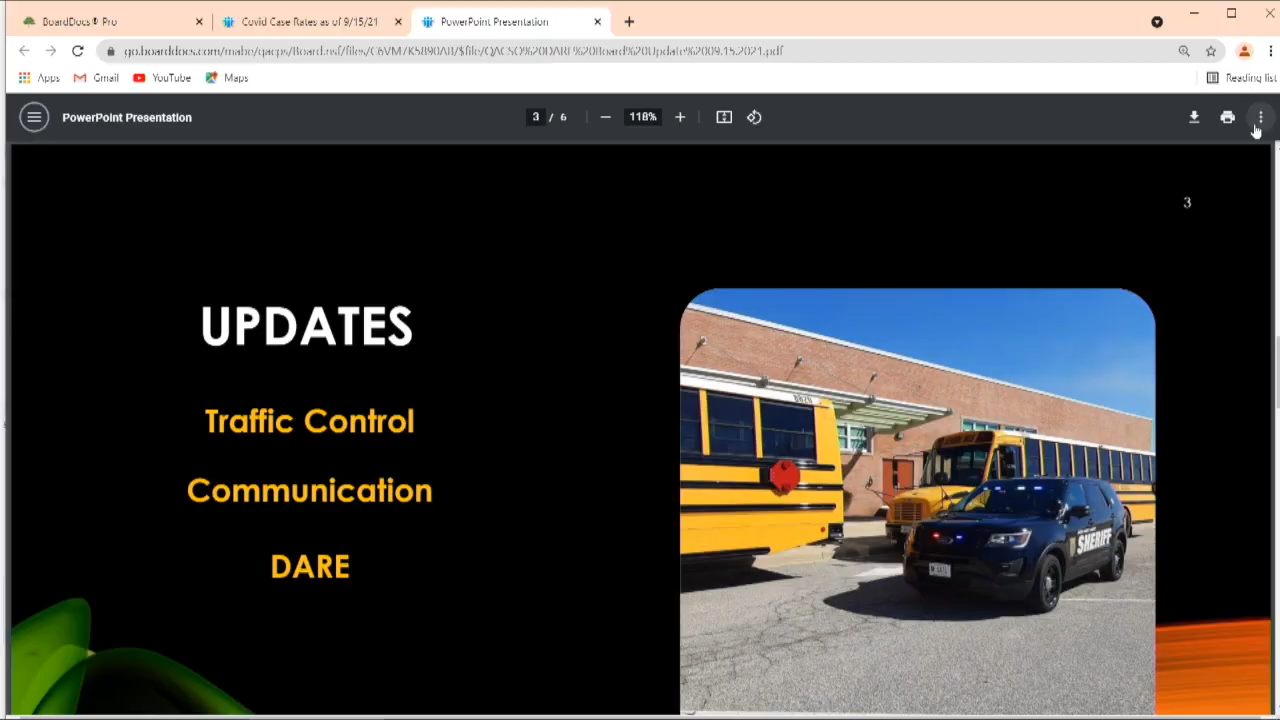 BoardDocs® Pro
Covid Case Rates as of 9/15/21
PowerPoint Presentation
Apps
Gmail
YouTube
Maps
Reading list
PowerPoint Presentation
3 / 6
118%
3
UPDATES
Traffic Control
Communication
DARE
SHERIFF